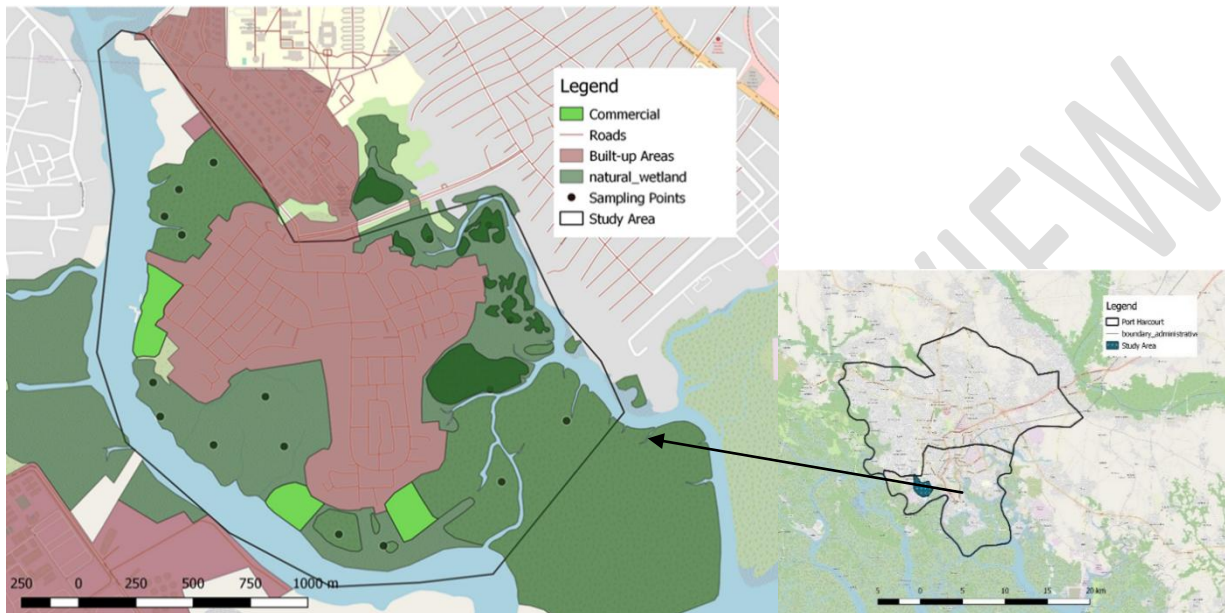 Legend
Commercial
Roads
Built-up Areas
natural_wetland
Sampling Points
Study Area
250 0 250 500 750 1000 m
VIEW
Legend
Port Harcourt
boundary_administrative
Study Area
5 0 5 10 15 20 km